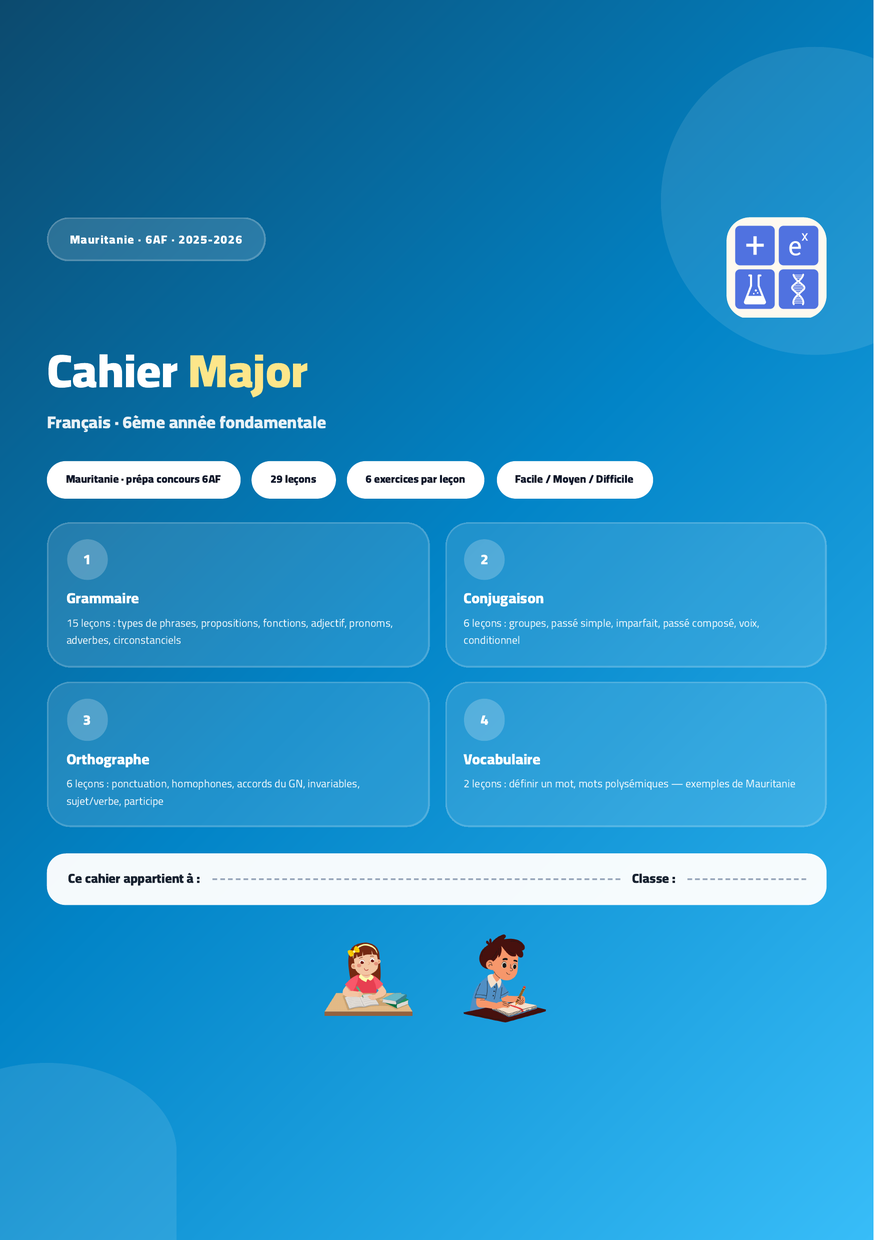 Mauritanie · 6AF · 2025-2026
+ e^x
Cahier Major
Français · 6ème année fondamentale
Mauritanie · prépa concours 6AF
29 leçons
6 exercices par leçon
Facile / Moyen / Difficile
1
Grammaire
15 leçons : types de phrases, propositions, fonctions, adjectif, pronoms,
adverbes, circonstanciels
2
Conjugaison
6 leçons : groupes, passé simple, imparfait, passé composé, voix,
conditionnel
3
Orthographe
6 leçons : ponctuation, homophones, accords du GN, invariables,
sujet/verbe, participe
4
Vocabulaire
2 leçons : définir un mot, mots polysémiques — exemples de Mauritanie
Ce cahier appartient à : Classe :